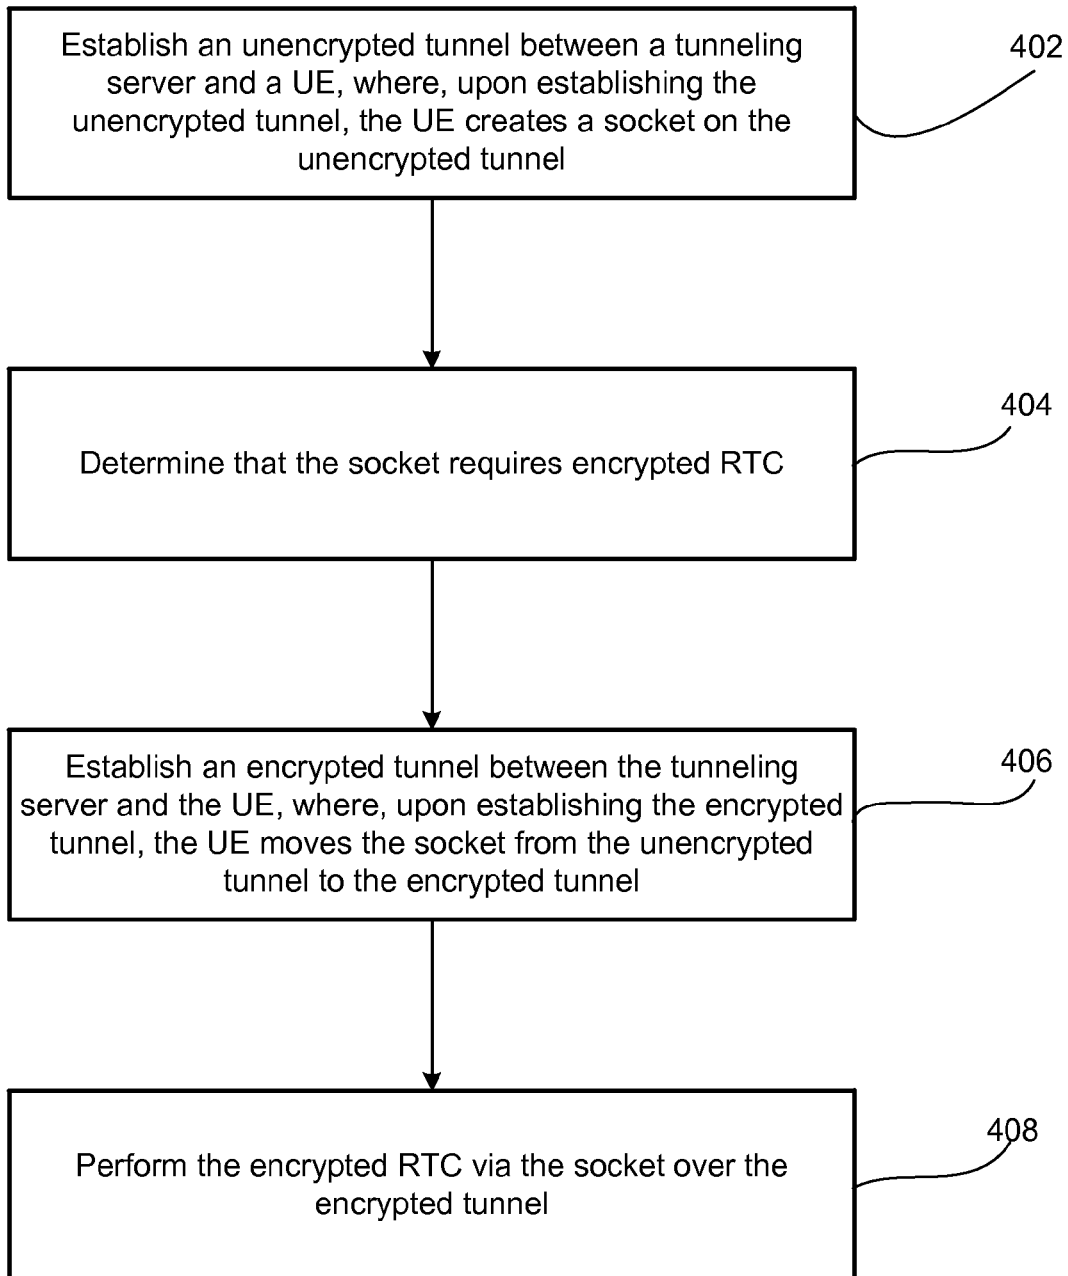 Establish an unencrypted tunnel between a tunneling
server and a UE, where, upon establishing the
unencrypted tunnel, the UE creates a socket on the
unencrypted tunnel
402
Determine that the socket requires encrypted RTC
404
Establish an encrypted tunnel between the tunneling
server and the UE, where, upon establishing the encrypted
tunnel, the UE moves the socket from the unencrypted
tunnel to the encrypted tunnel
406
Perform the encrypted RTC via the socket over the
encrypted tunnel
408